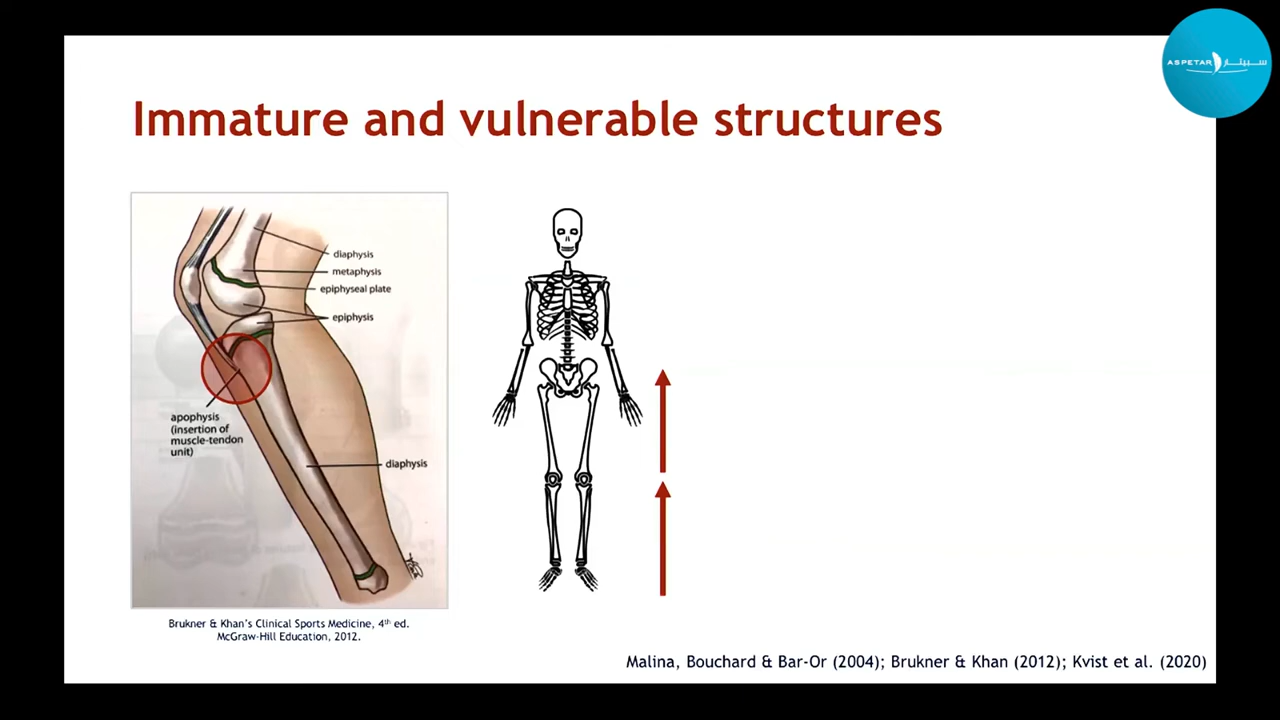 ASPETAR سبيتار
Immature and vulnerable structures
diaphysis
metaphysis
epiphyseal plate
epiphysis
apophysis
(insertion of
muscle-tendon
unit)
diaphysis
Brukner & Khan's Clinical Sports Medicine, 4th ed.
McGraw-Hill Education, 2012.
Malina, Bouchard & Bar-Or (2004); Brukner & Khan (2012); Kvist et al. (2020)